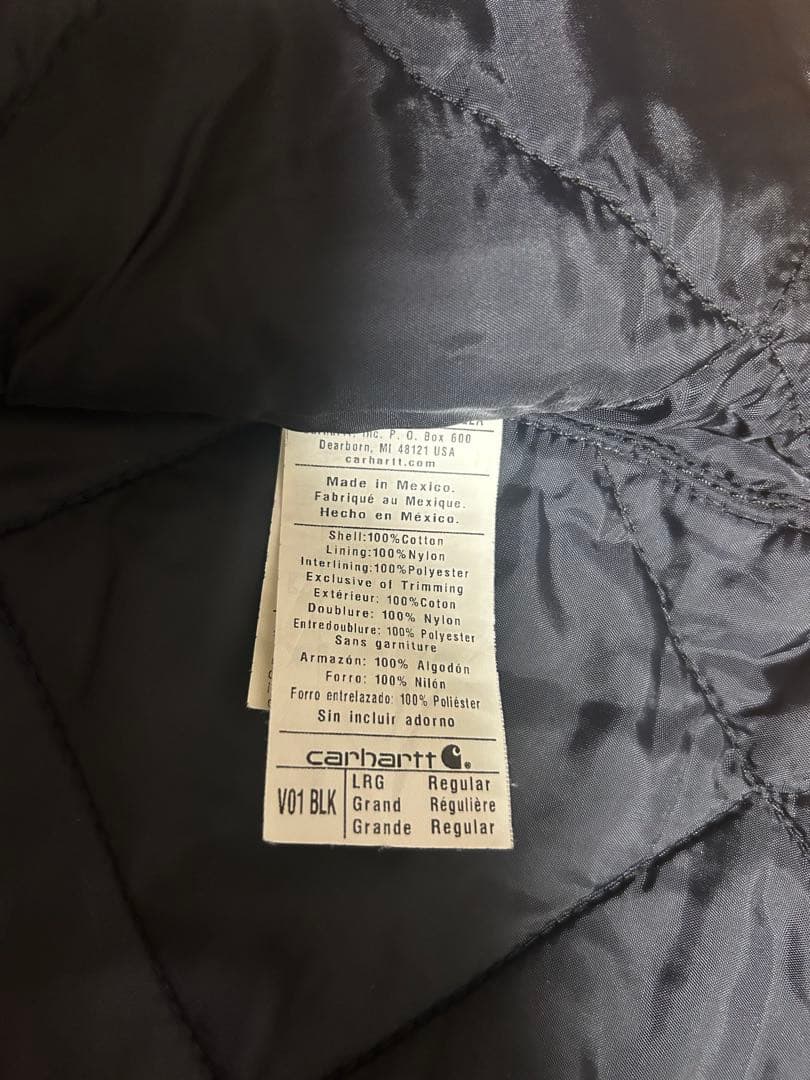 Inc. P. O. Box 600
Dearborn, MI 48121 USA
carhartt.com
Made in Mexico.
Fabriqué au Mexique.
Hecho en México.
Shell:100%Cotton
Lining:100%Nylon
Interlining:100%Polyester
Exclusive of Trimming
Extérieur: 100%Coton
Doublure: 100% Nylon
Entredoublure: 100% Polyester
Sans garniture
Armazón: 100% Algodón
Forro: 100% Nilón
Forro entrelazado: 100% Poliéster
Sin incluir adorno
carhartt
V01 BLK
LRG Regular
Grand Régulière
Grande Regular